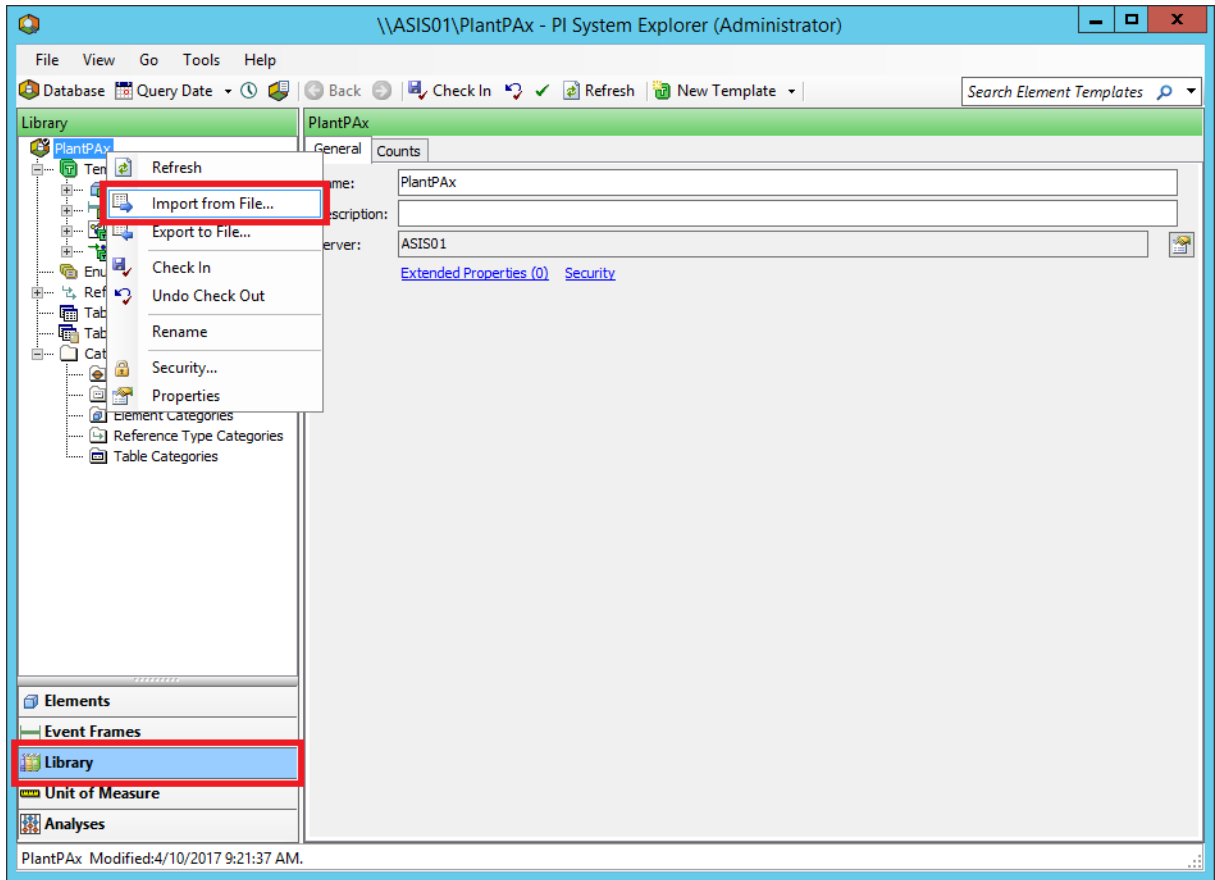 \\ASIS01\PlantPAx - PI System Explorer (Administrator)
File View Go Tools Help
Database Query Date Back Check In Refresh New Template Search Element Templates
Library
PlantPAx
PlantPAx
General Counts
Name:
PlantPAx
Description:
Server:
ASIS01
Extended Properties (0) Security
Refresh
Import from File...
Export to File...
Check In
Undo Check Out
Rename
Security...
Properties
Element Categories
Reference Type Categories
Table Categories
Elements
Event Frames
Library
Unit of Measure
Analyses
PlantPAx Modified:4/10/2017 9:21:37 AM.